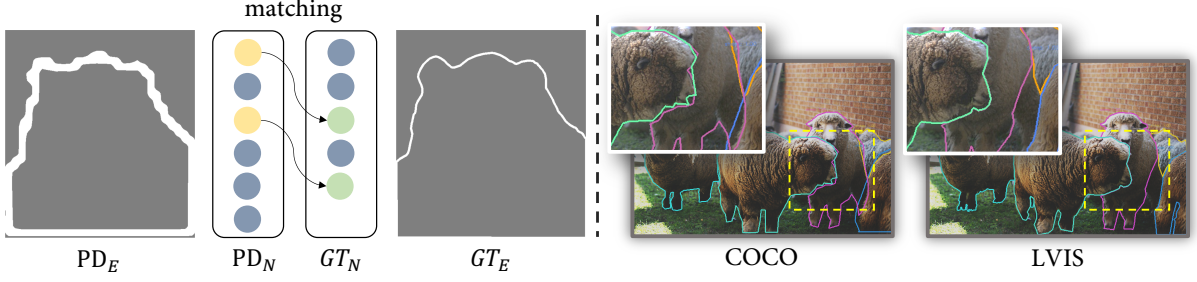 matching
PD_E
PD_N
GT_N
GT_E
COCO
LVIS